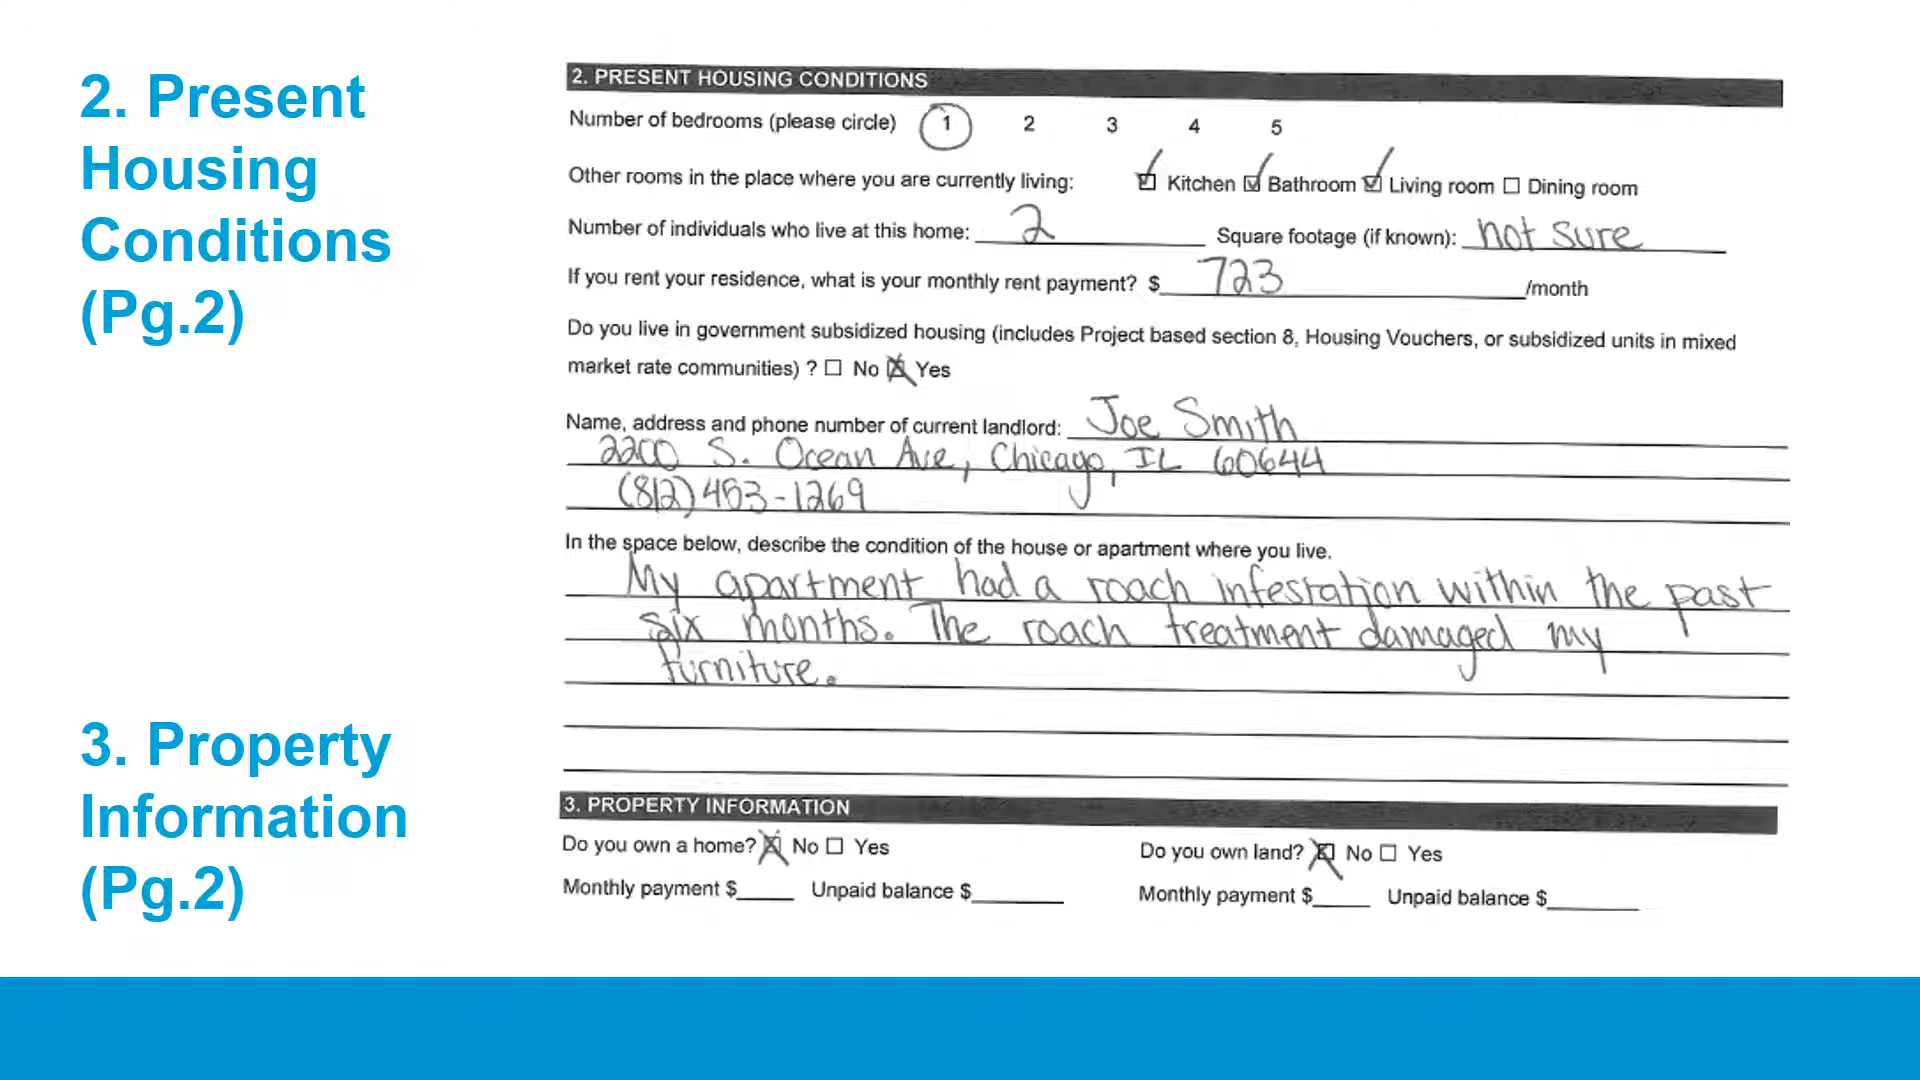 2. Present
Housing
Conditions
(Pg.2)
2. PRESENT HOUSING CONDITIONS
Number of bedrooms (please circle) 1 2 3 4 5
Other rooms in the place where you are currently living: Kitchen Bathroom Living room Dining room
Number of individuals who live at this home: 2 Square footage (if known): not sure
If you rent your residence, what is your monthly rent payment? $ 723 /month
Do you live in government subsidized housing (includes Project based section 8, Housing Vouchers, or subsidized units in mixed
market rate communities) ? No Yes
Name, address and phone number of current landlord: Joe Smith
2200 S. Ocean Ave, Chicago, IL 60644
(812) 453-1269
In the space below, describe the condition of the house or apartment where you live.
My apartment had a roach infestation within the past
six months. The roach treatment damaged my
furniture.
3. Property
Information
(Pg.2)
3. PROPERTY INFORMATION
Do you own a home? No Yes Do you own land? No Yes
Monthly payment $____ Unpaid balance $____ Monthly payment $____ Unpaid balance $____